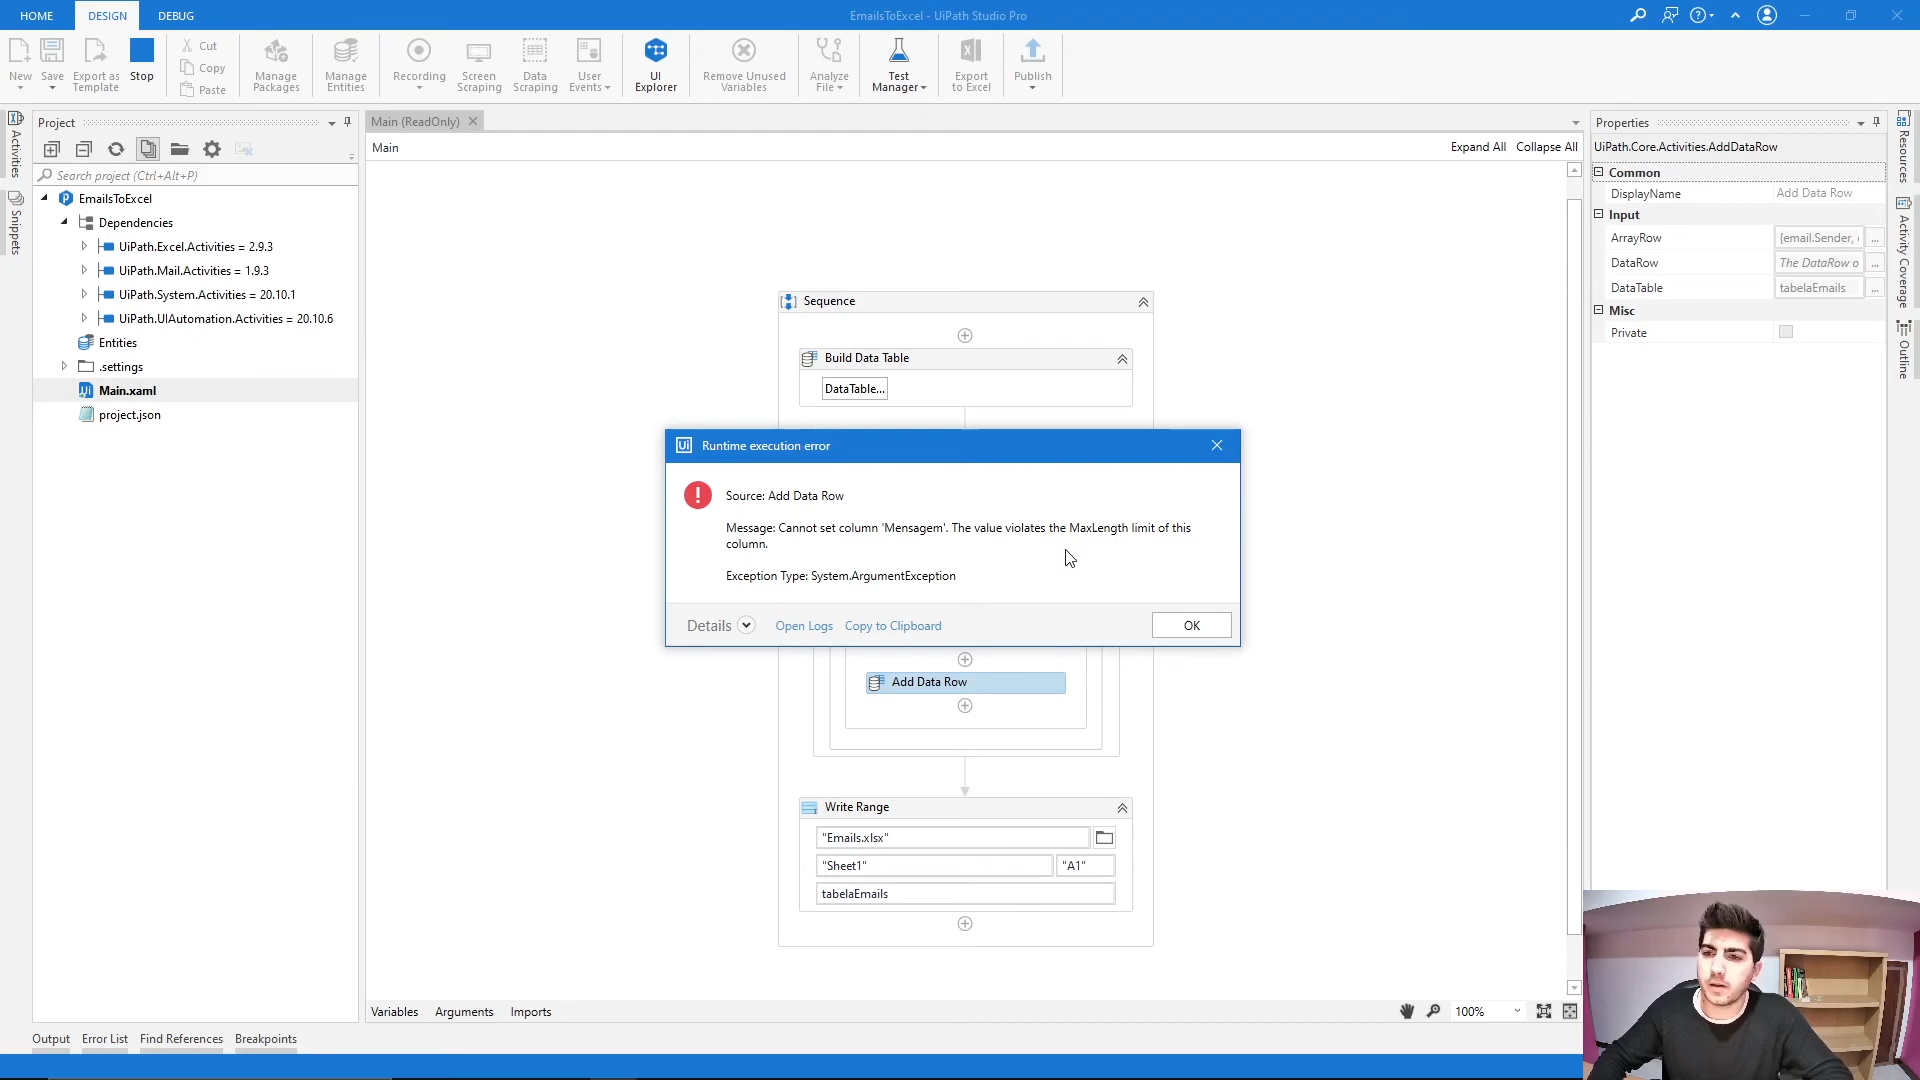 HOME DESIGN DEBUG EmailsToExcel - UiPath Studio Pro
New Save Export as Template Stop Cut Copy Paste Manage Packages Manage Entities Recording Screen Scraping Data Scraping User Events UI Explorer Remove Unused Variables Analyze File Test Manager Export to Excel Publish
Activities
Snippets
Project
Search project (Ctrl+Alt+P)
EmailsToExcel
Dependencies
UiPath.Excel.Activities = 2.9.3
UiPath.Mail.Activities = 1.9.3
UiPath.System.Activities = 20.10.1
UiPath.UIAutomation.Activities = 20.10.6
Entities
.settings
Main.xaml
project.json
Main (ReadOnly)
Main Expand All Collapse All
Sequence
Build Data Table
DataTable...
Runtime execution error
Source: Add Data Row
Message: Cannot set column 'Mensagem'. The value violates the MaxLength limit of this
column.
Exception Type: System.ArgumentException
Details Open Logs Copy to Clipboard OK
Add Data Row
Write Range
"Emails.xlsx"
"Sheet1" "A1"
tabelaEmails
Variables Arguments Imports 100%
Properties
UiPath.Core.Activities.AddDataRow
Common
DisplayName Add Data Row
Input
ArrayRow {email.Sender, ...
DataRow The DataRow o ...
DataTable tabelaEmails ...
Misc
Private
Resources
Activity Coverage
Outline
Output Error List Find References Breakpoints